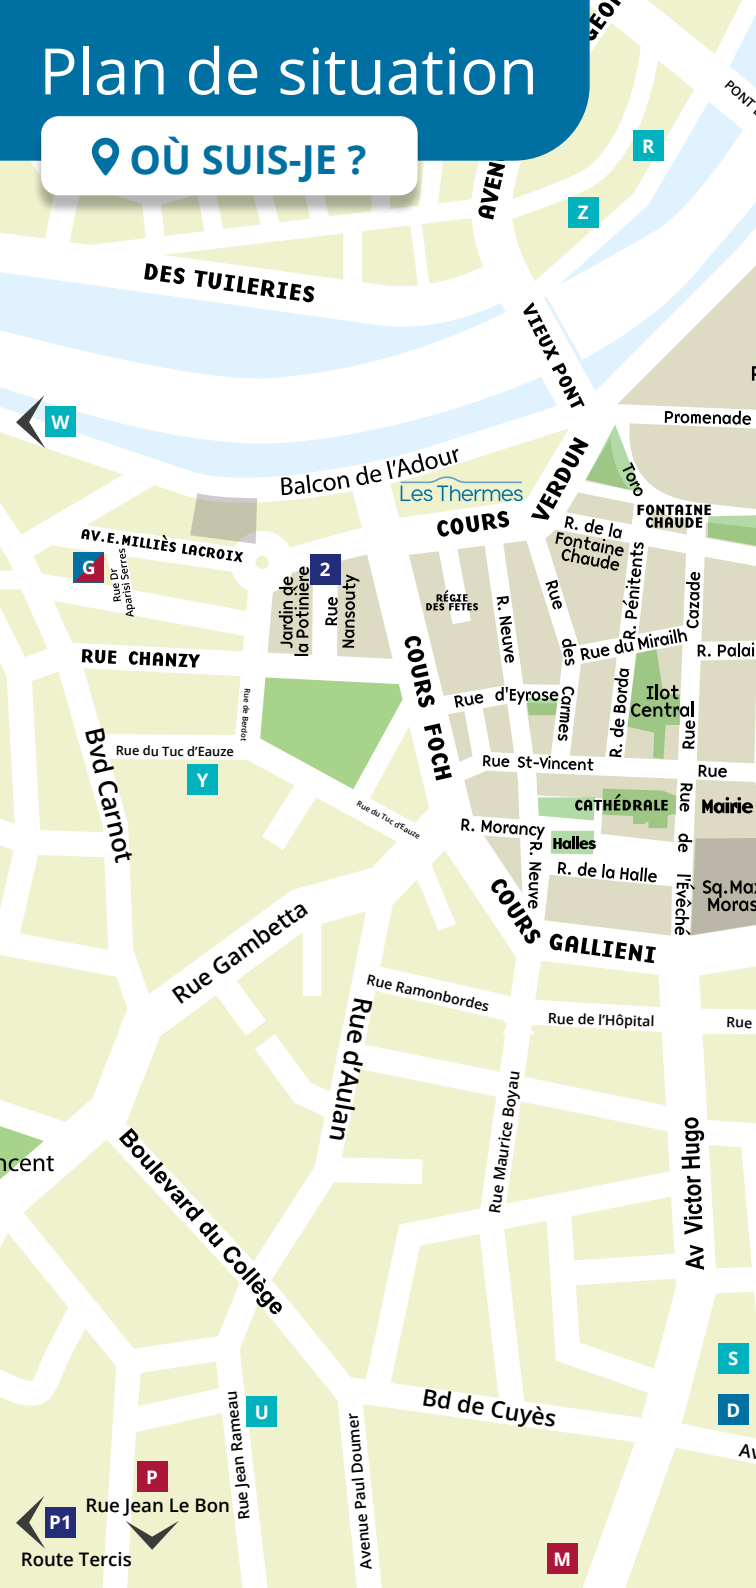 Plan de situation
OÙ SUIS-JE ?
R
Z
DES TUILERIES
VIEUX PONT
W
Promenade
Balcon de l’Adour
Les Thermes
COURS
VERDUN
Toro
FONTAINE
CHAUDE
AV.E.MILLIÈS LACROIX
R. de la
Fontaine
Chaude
G
Rue Dr
Aparisi Serres
2
Jardin de
la Potinière
Rue
Nansouty
RÉGIE
DES FÊTES
R. Neuve
Rue
des
Carmes
R. Pénitents
Cazade
Rue
Rue du Mirailh
R. Palai
RUE CHANZY
COURS FOCH
Rue d’Eyrose
R. de Borda
Ilot
Central
Rue de Berdot
Bvd Carnot
Rue du Tuc d’Eauze
Y
Rue St-Vincent
Rue
Rue du Tuc d’Eauze
CATHÉDRALE
Mairie
Rue
de
l’Évêché
R. Morancy
Halles
R. Neuve
R. de la Halle
Sq.Max
Moras
COURS
GALLIENI
Rue Gambetta
Rue Ramonbordes
Rue de l’Hôpital
Rue
Rue d’Aulan
Rue Maurice Boyau
Av Victor Hugo
ncent
Boulevard du Collège
S
D
U
Bd de Cuyès
Av
Rue Jean Rameau
Avenue Paul Doumer
P
Rue Jean Le Bon
P1
Route Tercis
M